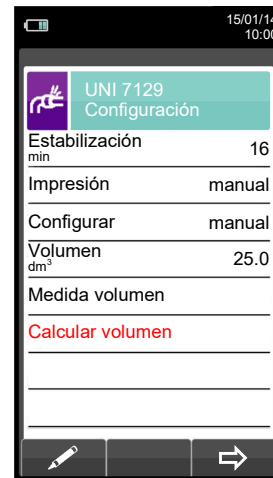 15/01/14
10:00
UNI 7129
Configuración
Estabilización
min
16
Impresión manual
Configurar manual
Volumen
dm³
25.0
Medida volumen
Calcular volumen